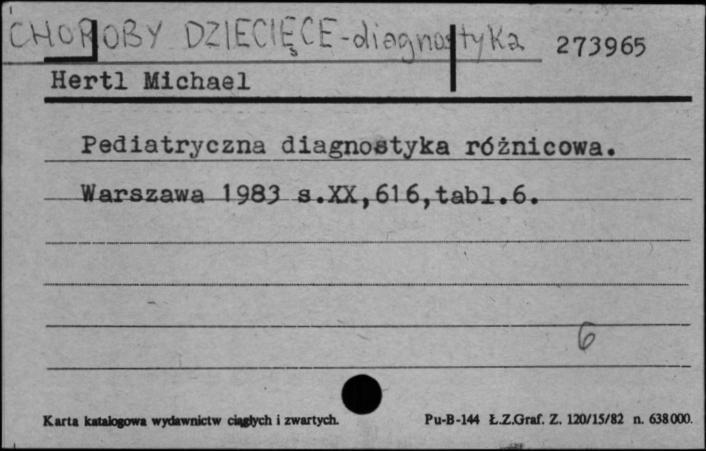 CHOROBY DZIECIĘCE-diagnostyka 273965
Hertl Michael
Pediatryczna diagnostyka różnicowa.
Warszawa 1983 s.XX,616,tabl.6.
6
Karta katalogowa wydawnictw ciągłych i zwartych. Pu-B-144 Ł.Z.Graf. Z. 120/15/82 n. 638000.